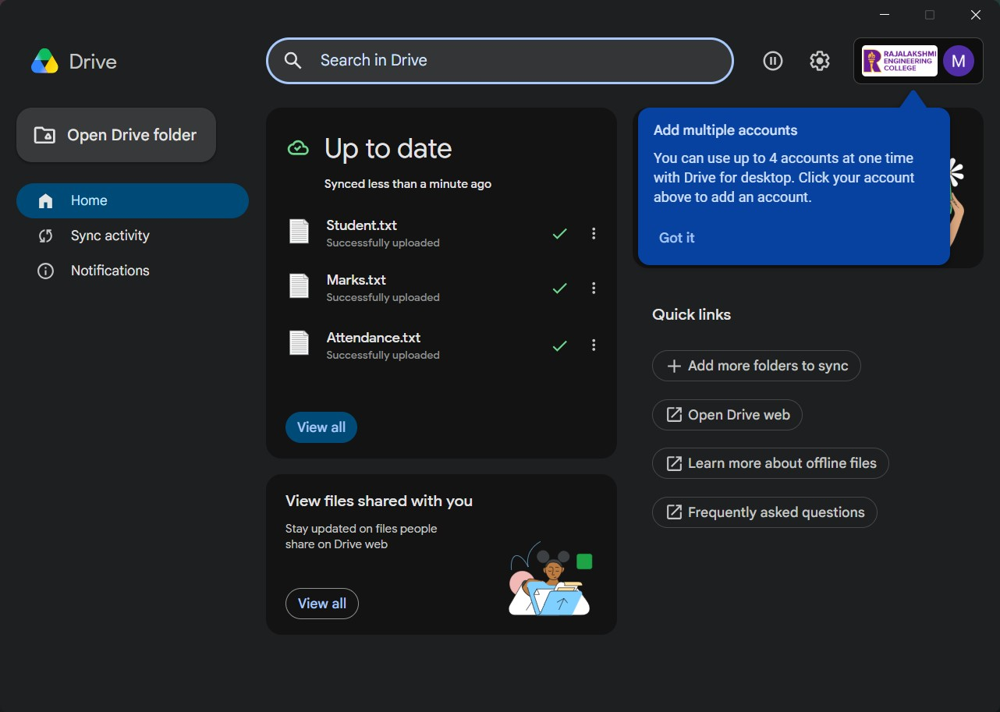 Drive
Search in Drive
RAJALAKSHMI
ENGINEERING
COLLEGE
M
Open Drive folder
Home
Sync activity
Notifications
Up to date
Synced less than a minute ago
Student.txt
Successfully uploaded
Marks.txt
Successfully uploaded
Attendance.txt
Successfully uploaded
View all
View files shared with you
Stay updated on files people
share on Drive web
View all
Add multiple accounts
You can use up to 4 accounts at one time
with Drive for desktop. Click your account
above to add an account.
Got it
Quick links
Add more folders to sync
Open Drive web
Learn more about offline files
Frequently asked questions